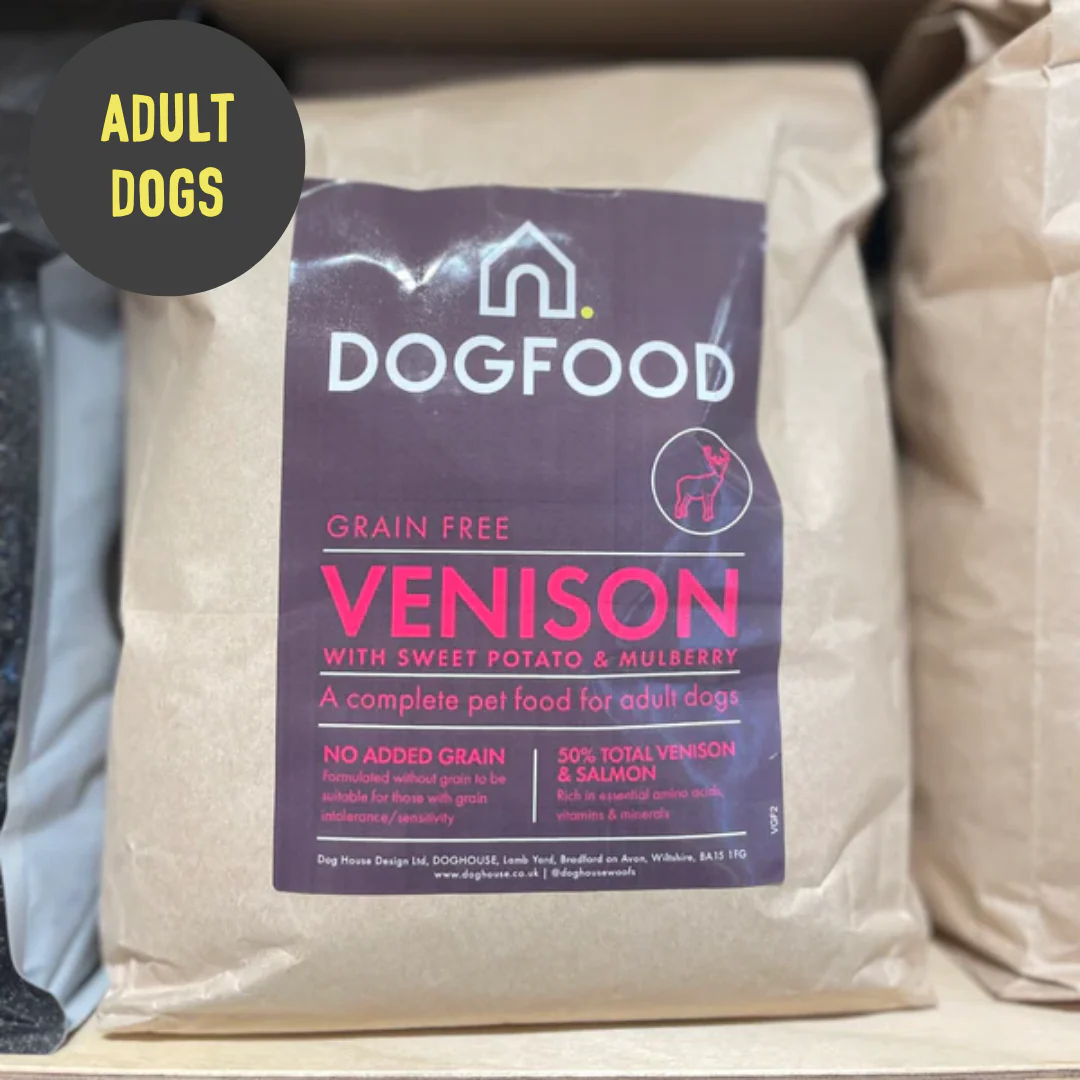 ADULT
DOGS
DOGFOOD
GRAIN FREE
VENISON
WITH SWEET POTATO & MULBERRY
A complete pet food for adult dogs
NO ADDED GRAIN
Formulated without grain to be
suitable for those with grain
intolerance/sensitivity
50% TOTAL VENISON
& SALMON
Rich in essential amino acids,
vitamins & minerals
VGF2
Dog House Design Ltd, DOGHOUSE, Lamb Yard, Bradford on Avon, Wiltshire, BA15 1FG
www.doghouse.co.uk | @doghousewoofs